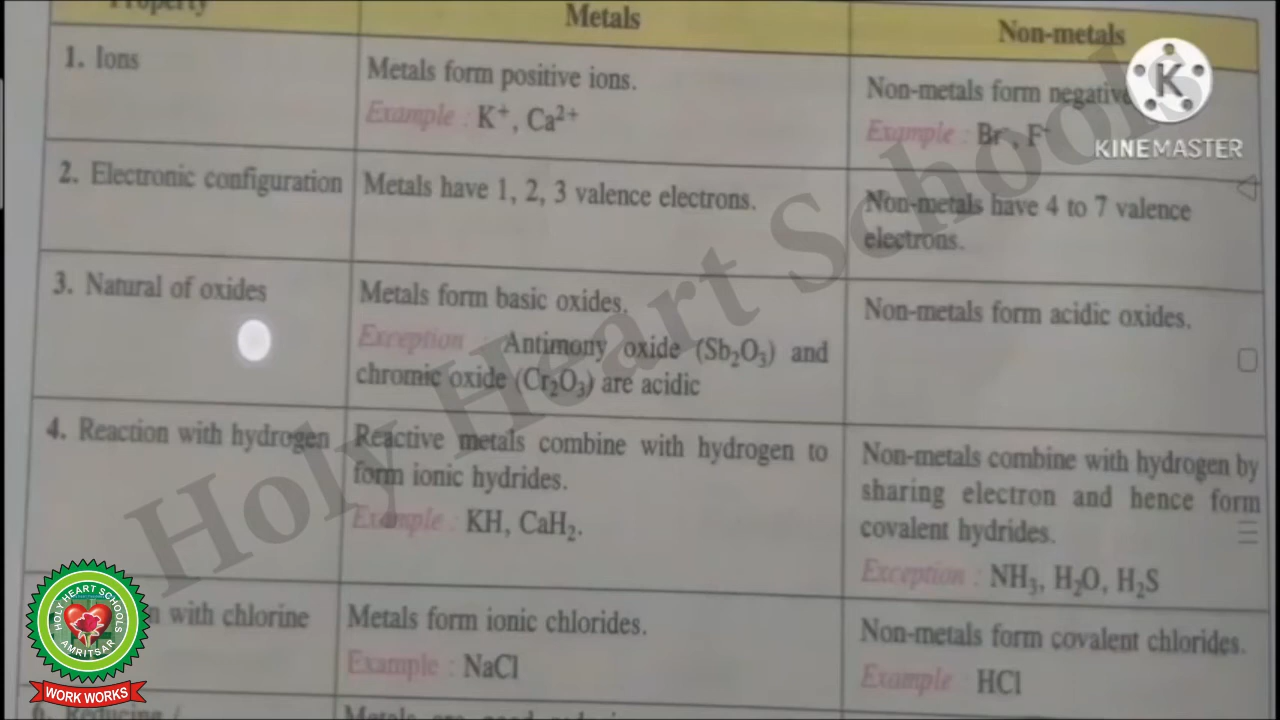 Property Metals Non-metals
1. Ions
Metals form positive ions.
Example : K⁺, Ca²⁺
Non-metals form negative
Example : Br⁻, F⁻
2. Electronic configuration
Metals have 1, 2, 3 valence electrons.
Non-metals have 4 to 7 valence
electrons.
3. Natural of oxides
Metals form basic oxides.
Exception : Antimony oxide (Sb₂O₃) and
chromic oxide (Cr₂O₃) are acidic
Non-metals form acidic oxides.
4. Reaction with hydrogen
Reactive metals combine with hydrogen to
form ionic hydrides.
Example : KH, CaH₂.
Non-metals combine with hydrogen by
sharing electron and hence form
covalent hydrides.
Exception : NH₃, H₂O, H₂S
with chlorine
Metals form ionic chlorides.
Example : NaCl
Non-metals form covalent chlorides.
Example : HCl
6. Reducing /
Metals are good
Holy Heart Schools
K
KINEMASTER
HOLY HEART SCHOOLS
AMRITSAR
WORK WORKS